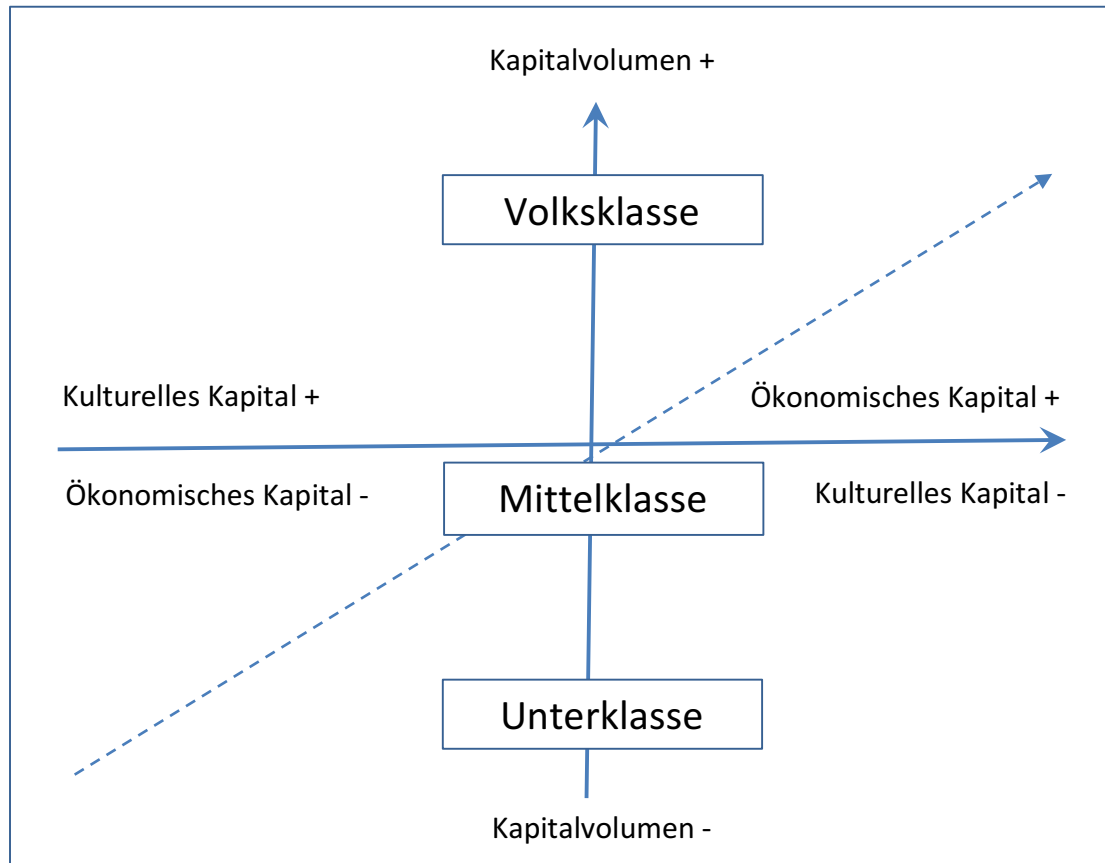 Kapitalvolumen +
Volksklasse
Kulturelles Kapital +
Ökonomisches Kapital +
Ökonomisches Kapital -
Mittelklasse
Kulturelles Kapital -
Unterklasse
Kapitalvolumen -